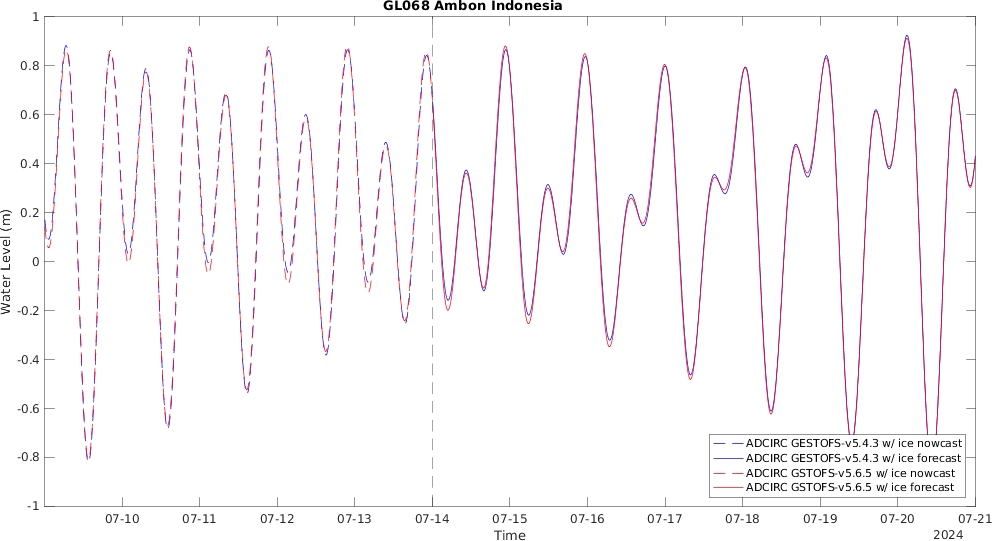 GL068 Ambon Indonesia
1
0.8
0.6
0.4
0.2
0
-0.2
-0.4
-0.6
-0.8
-1
Water Level (m)
07-10 07-11 07-12 07-13 07-14 07-15 07-16 07-17 07-18 07-19 07-20 07-21
Time
2024
ADCIRC GESTOFS-v5.4.3 w/ ice nowcast
ADCIRC GESTOFS-v5.4.3 w/ ice forecast
ADCIRC GSTOFS-v5.6.5 w/ ice nowcast
ADCIRC GSTOFS-v5.6.5 w/ ice forecast